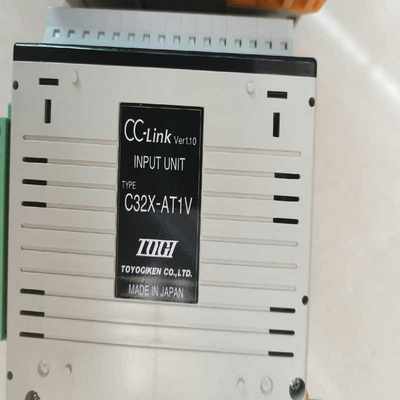 CC-Link Ver1.10
INPUT UNIT
TYPE
C32X-AT1V
TOGI
TOYOGIKEN CO.,LTD.
MADE IN JAPAN